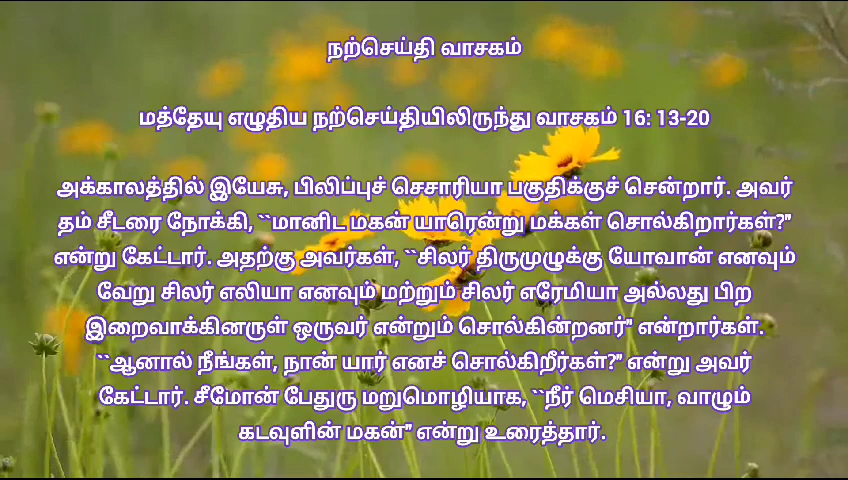 நற்செய்தி வாசகம்
மத்தேயு எழுதிய நற்செய்தியிலிருந்து வாசகம் 16: 13-20
அக்காலத்தில் இயேசு, பிலிப்புச் செசாரியா பகுதிக்குச் சென்றார். அவர்
தம் சீடரை நோக்கி, ``மானிட மகன் யாரென்று மக்கள் சொல்கிறார்கள்?"
என்று கேட்டார். அதற்கு அவர்கள், ``சிலர் திருமுழுக்கு யோவான் எனவும்
வேறு சிலர் எலியா எனவும் மற்றும் சிலர் எரேமியா அல்லது பிற
இறைவாக்கினருள் ஒருவர் என்றும் சொல்கின்றனர்" என்றார்கள்.
``ஆனால் நீங்கள், நான் யார் எனச் சொல்கிறீர்கள்?" என்று அவர்
கேட்டார். சீமோன் பேதுரு மறுமொழியாக, ``நீர் மெசியா, வாழும்
கடவுளின் மகன்" என்று உரைத்தார்.